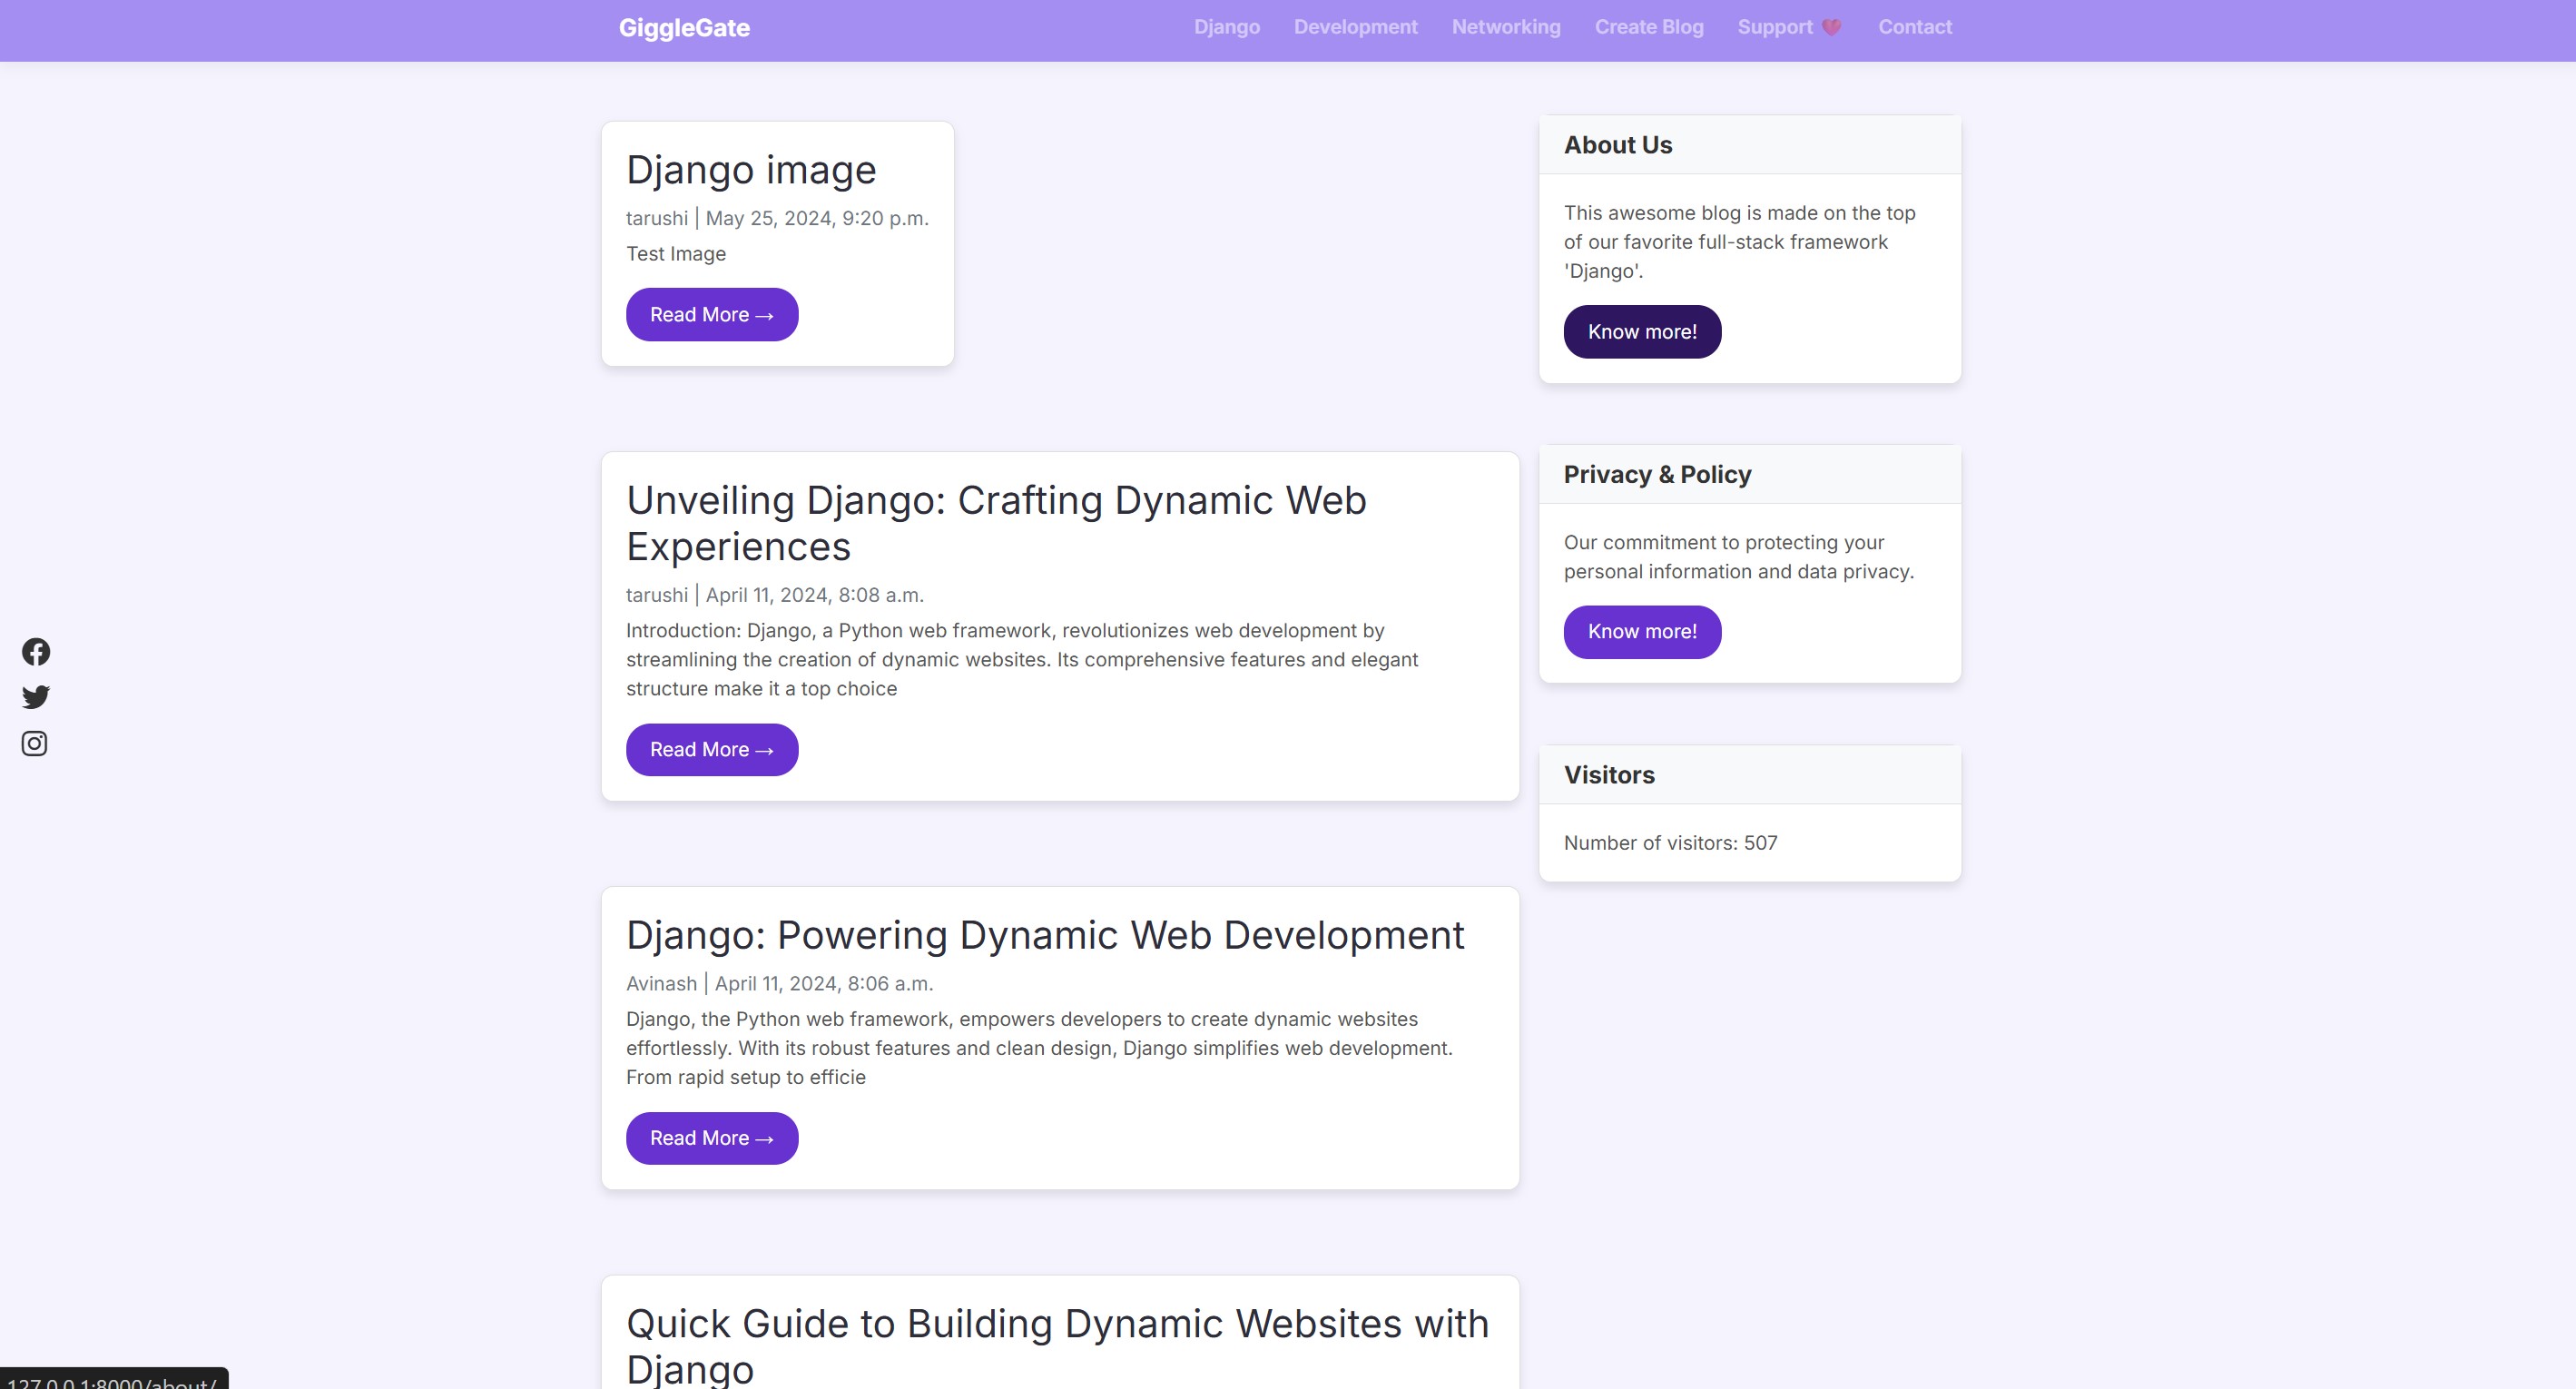 GiggleGate
Django
Development
Networking
Create Blog
Support
Contact
Django image
tarushi | May 25, 2024, 9:20 p.m.
Test Image
Read More →
Unveiling Django: Crafting Dynamic Web
Experiences
tarushi | April 11, 2024, 8:08 a.m.
Introduction: Django, a Python web framework, revolutionizes web development by
streamlining the creation of dynamic websites. Its comprehensive features and elegant
structure make it a top choice
Read More →
Django: Powering Dynamic Web Development
Avinash | April 11, 2024, 8:06 a.m.
Django, the Python web framework, empowers developers to create dynamic websites
effortlessly. With its robust features and clean design, Django simplifies web development.
From rapid setup to efficie
Read More →
Quick Guide to Building Dynamic Websites with
Django
About Us
This awesome blog is made on the top
of our favorite full-stack framework
'Django'.
Know more!
Privacy & Policy
Our commitment to protecting your
personal information and data privacy.
Know more!
Visitors
Number of visitors: 507
127.0.0.1:8000/about/